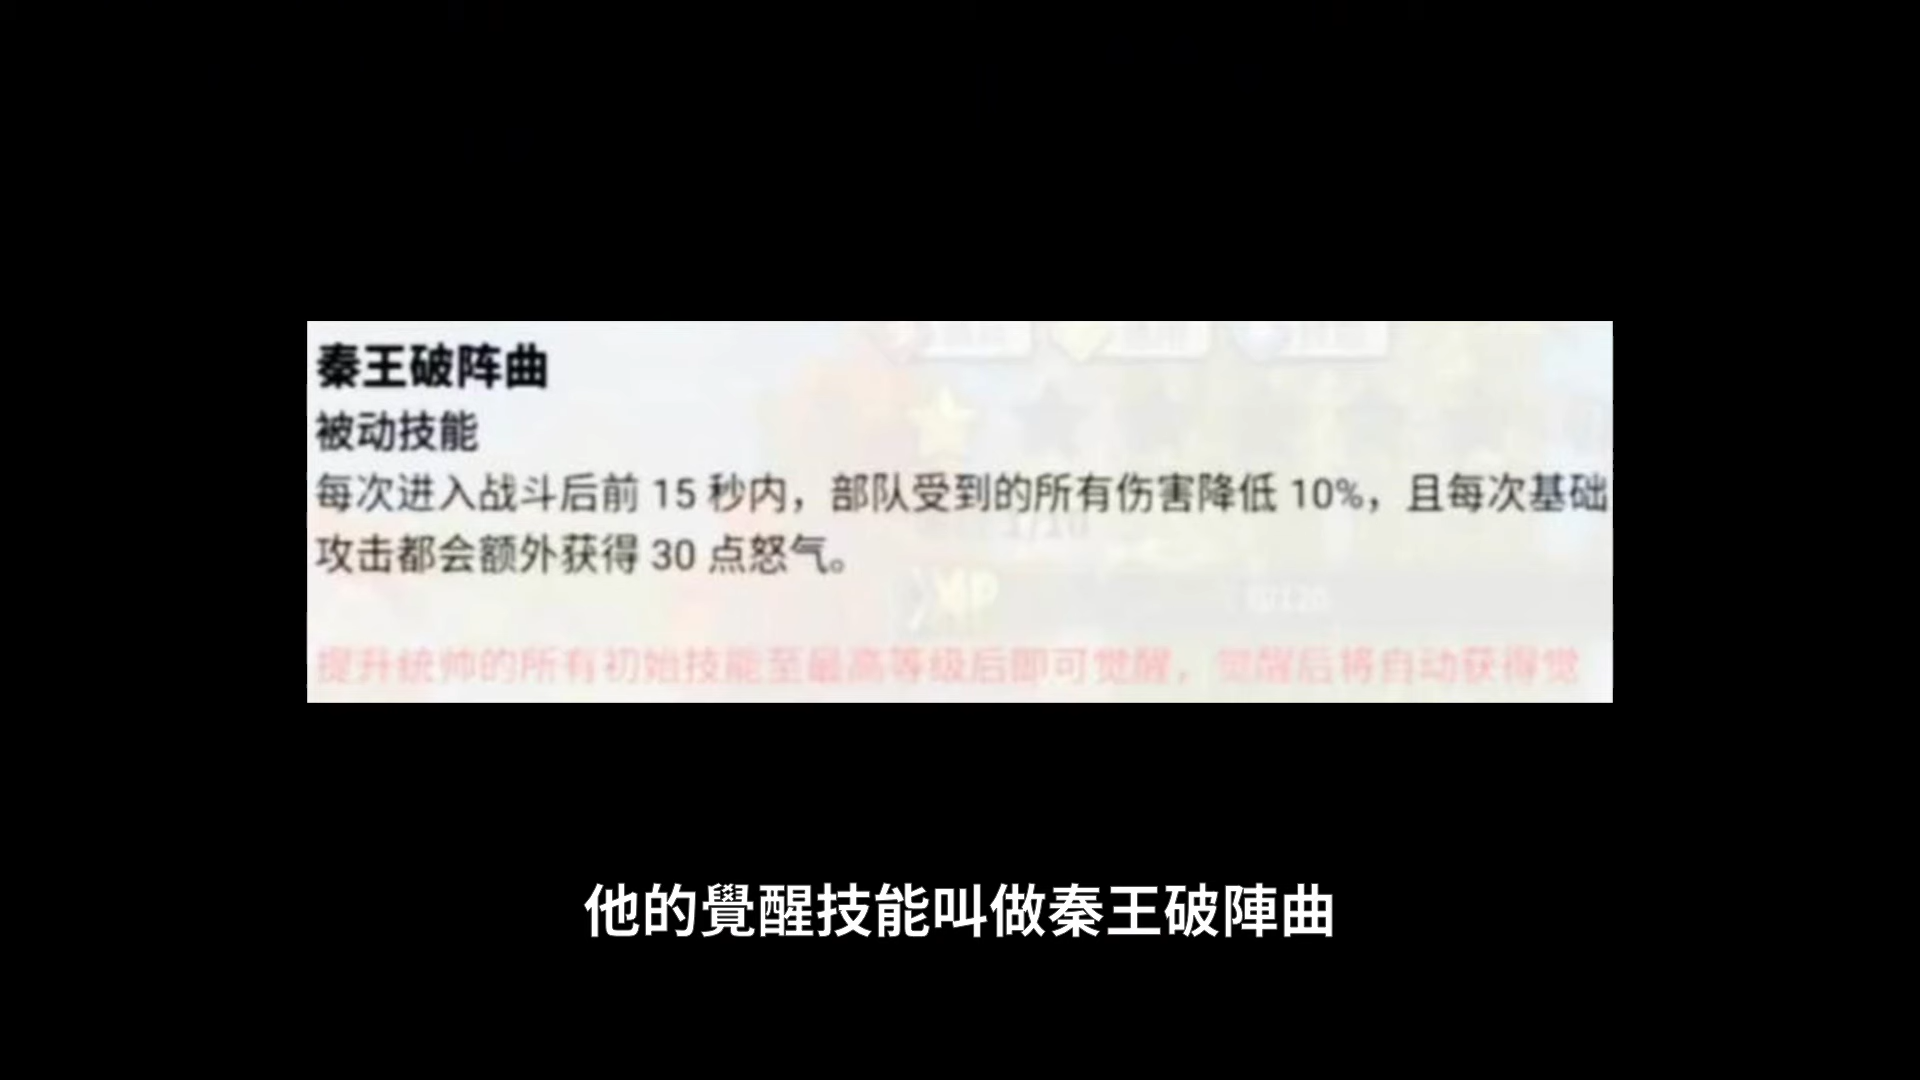 秦王破阵曲
被动技能
每次进入战斗后前 15 秒内，部队受到的所有伤害降低 10%，且每次基础
攻击都会额外获得 30 点怒气。
提升统帅的所有初始技能至最高等级后即可觉醒，觉醒后将自动获得觉
他的覺醒技能叫做秦王破陣曲